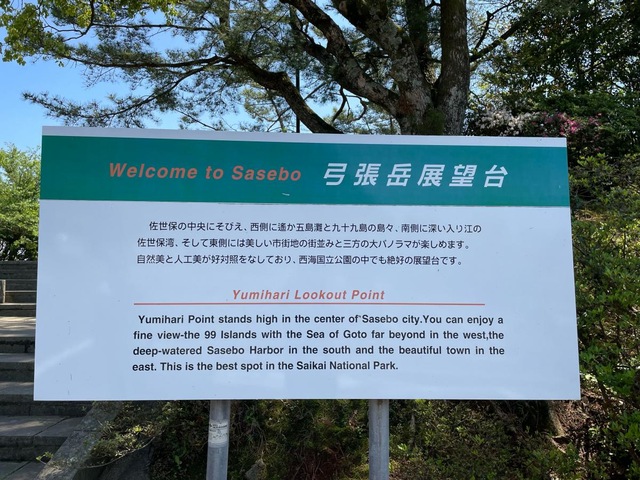 Welcome to Sasebo 弓張岳展望台
佐世保の中央にそびえ、西側に遙か五島灘と九十九島の島々、南側に深い入り江の
佐世保湾、そして東側には美しい市街地の街並みと三方の大パノラマが楽しめます。
自然美と人工美が好対照をなしており、西海国立公園の中でも絶好の展望台です。
Yumihari Lookout Point
Yumihari Point stands high in the center of Sasebo city.You can enjoy a
fine view-the 99 Islands with the Sea of Goto far beyond in the west,the
deep-watered Sasebo Harbor in the south and the beautiful town in the
east. This is the best spot in the Saikai National Park.